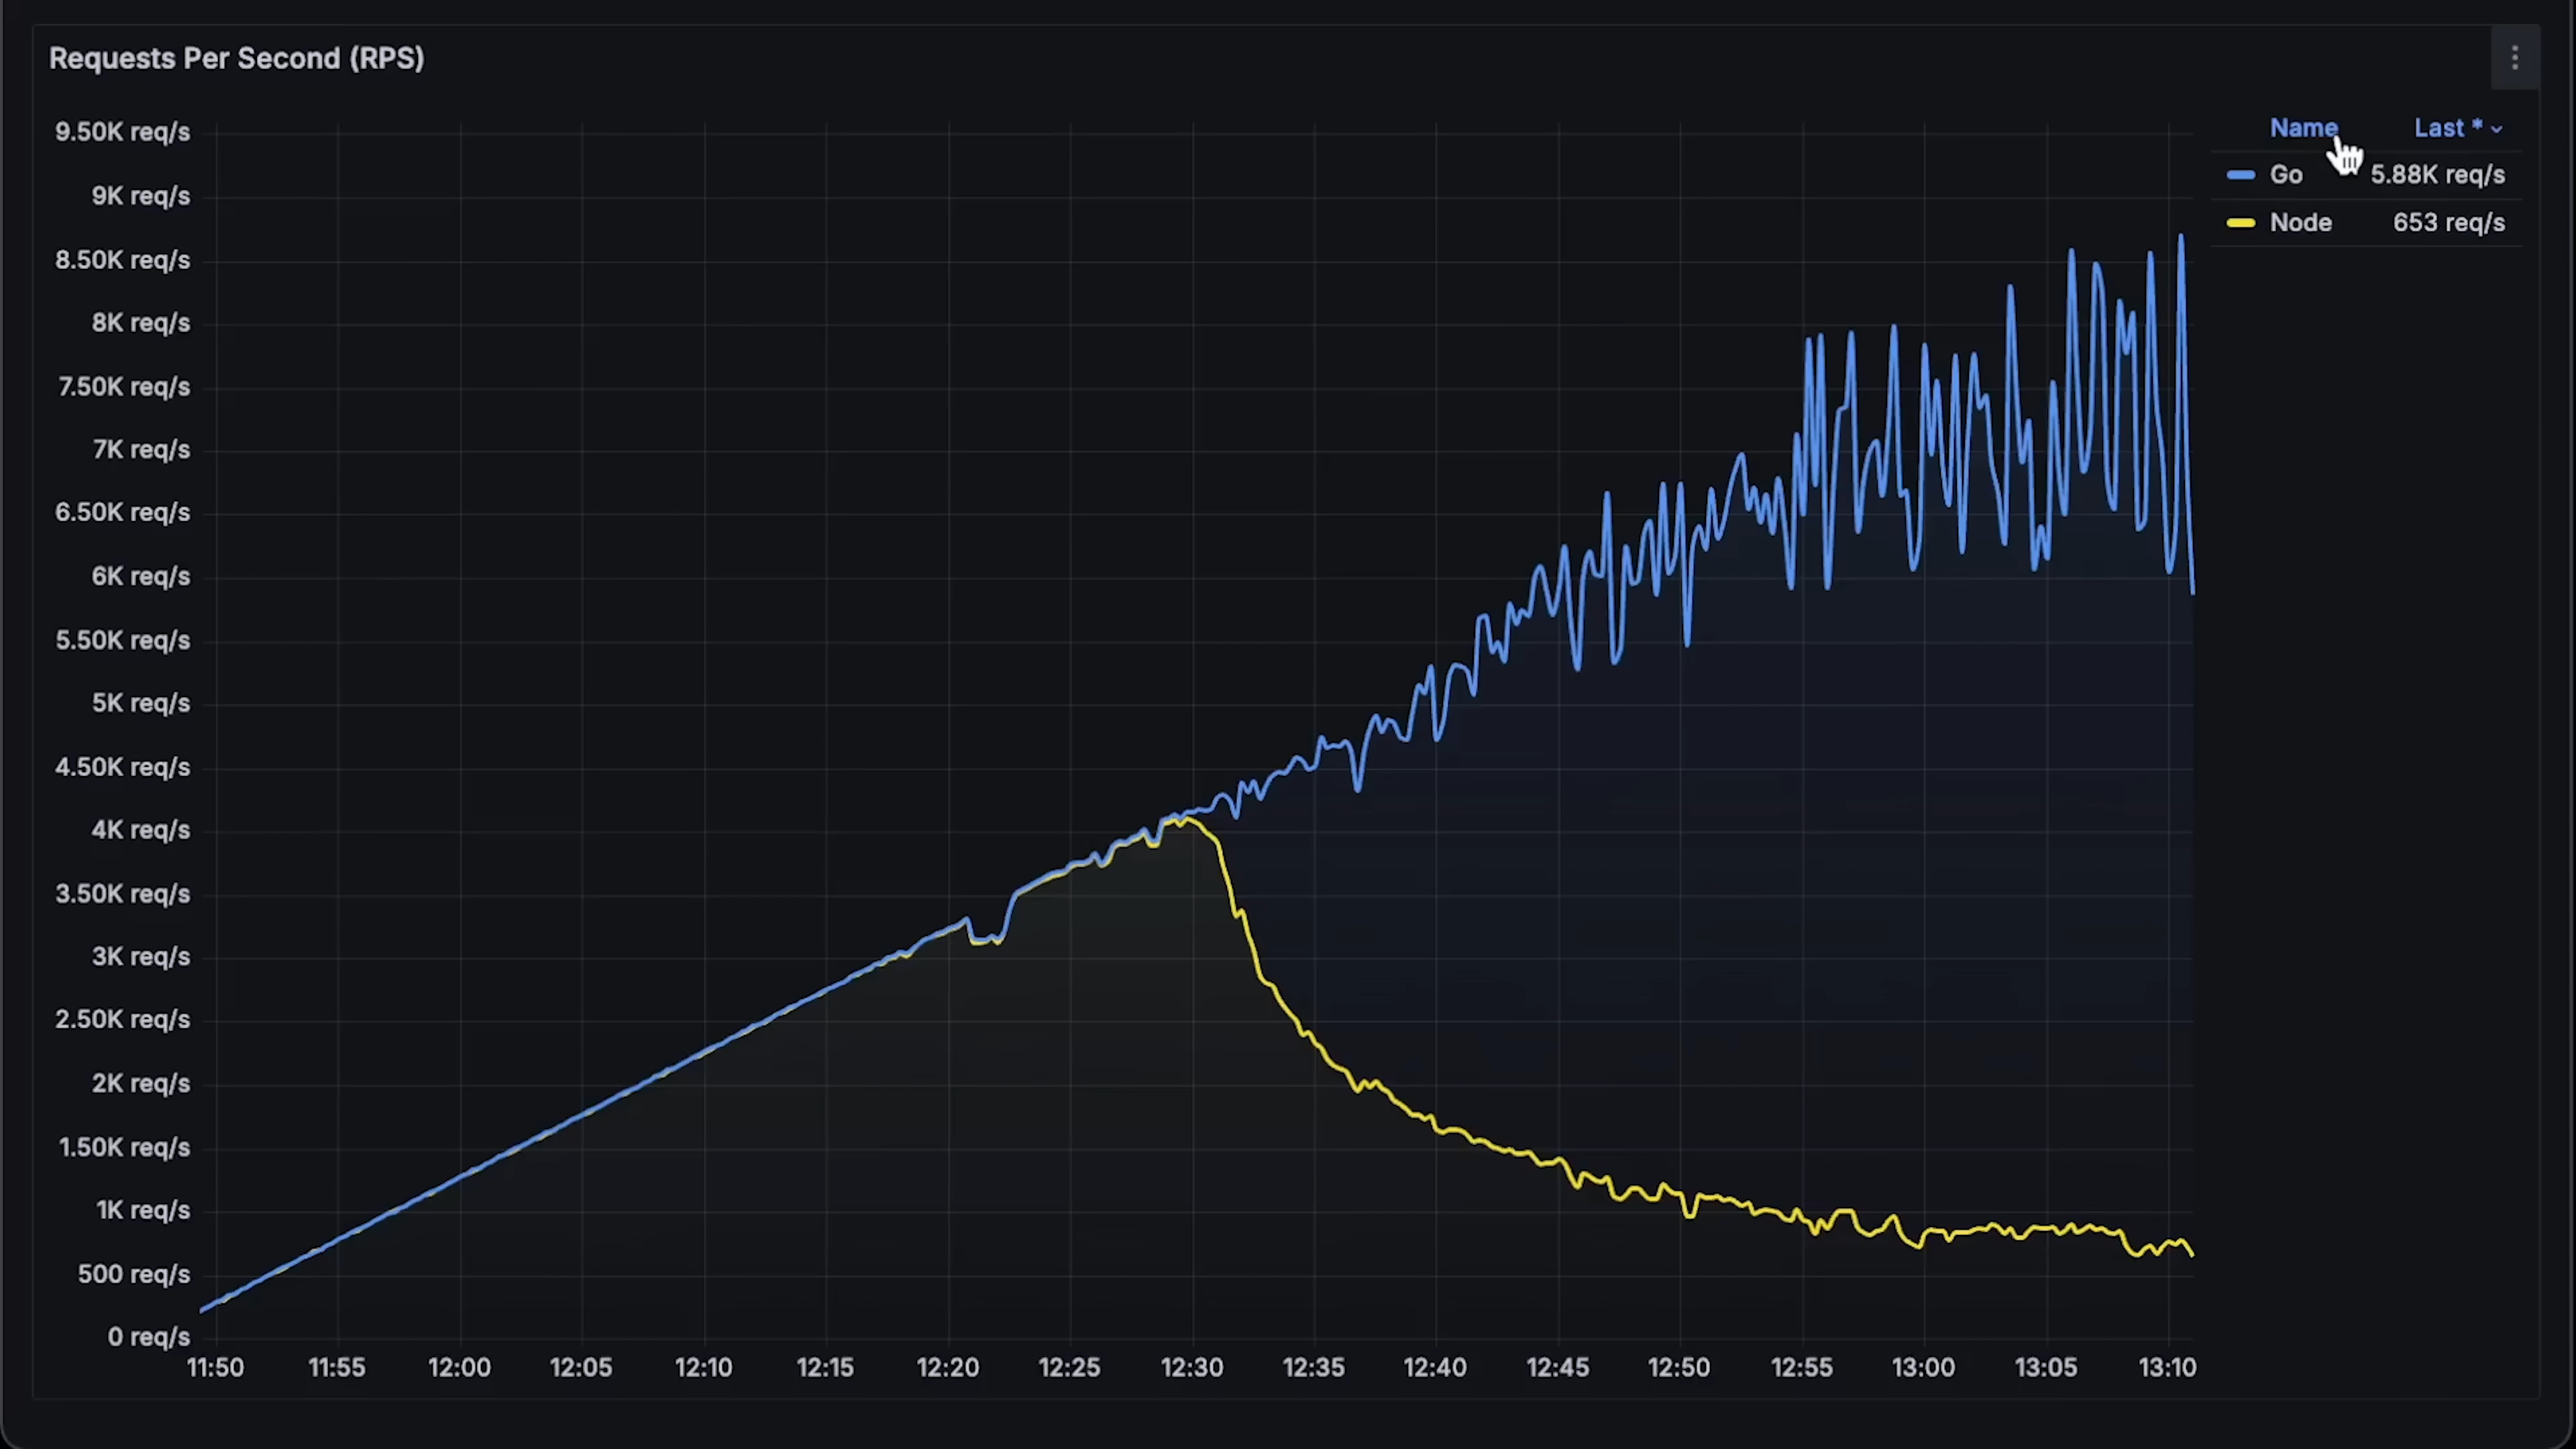 Requests Per Second (RPS)
Name Last *
Go 5.88K req/s
Node 653 req/s
9.50K req/s
9K req/s
8.50K req/s
8K req/s
7.50K req/s
7K req/s
6.50K req/s
6K req/s
5.50K req/s
5K req/s
4.50K req/s
4K req/s
3.50K req/s
3K req/s
2.50K req/s
2K req/s
1.50K req/s
1K req/s
500 req/s
0 req/s
11:50 11:55 12:00 12:05 12:10 12:15 12:20 12:25 12:30 12:35 12:40 12:45 12:50 12:55 13:00 13:05 13:10